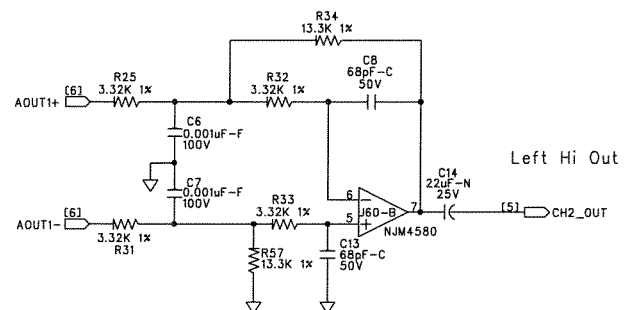 R34
13.3K 1%
C8
68pF-C
50V
R25
3.32K 1%
R32
3.32K 1%
AOUT1+
[6]
C6
0.001uF-F
100V
Left Hi Out
C7
0.001uF-F
100V
C14
22uF-N
25V
[5]
CH2_OUT
6
5
7
J60-B
NJM4580
AOUT1-
[6]
3.32K 1%
R31
R33
3.32K 1%
R57
13.3K 1%
C13
68pF-C
50V